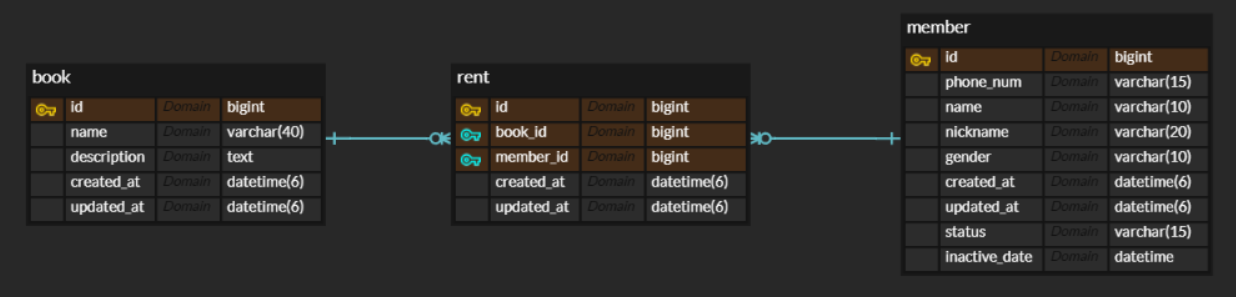 book
id Domain bigint
name Domain varchar(40)
description Domain text
created_at Domain datetime(6)
updated_at Domain datetime(6)
rent
id Domain bigint
book_id Domain bigint
member_id Domain bigint
created_at Domain datetime(6)
updated_at Domain datetime(6)
member
id Domain bigint
phone_num Domain varchar(15)
name Domain varchar(10)
nickname Domain varchar(20)
gender Domain varchar(10)
created_at Domain datetime(6)
updated_at Domain datetime(6)
status Domain varchar(15)
inactive_date Domain datetime